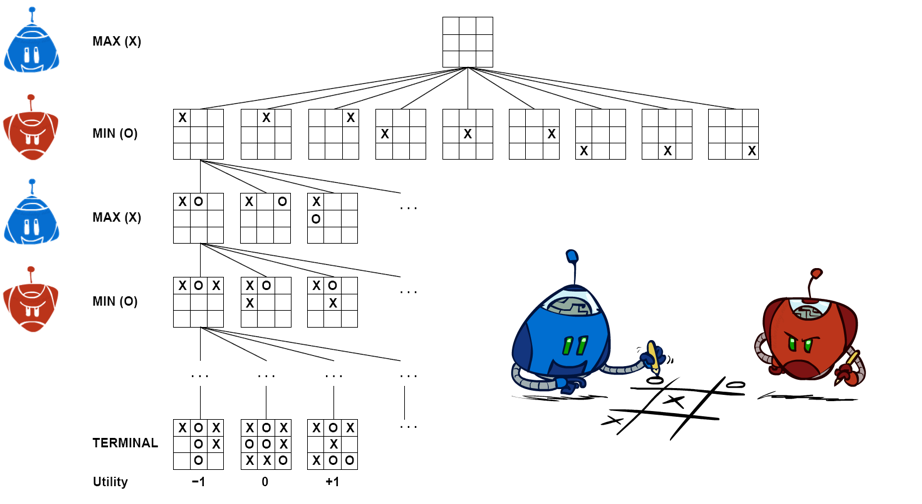 MAX (X)
MIN (O)
X X X
X X X
X X X
MAX (X)
X O
X O
X
O
...
MIN (O)
X O X
X O
X
X O
X
...
... ... ... ...
...
TERMINAL
X O X
O X
O
X O X
O O X
X X O
X O X
X
X O O
Utility
−1 0 +1
O
O
X
X